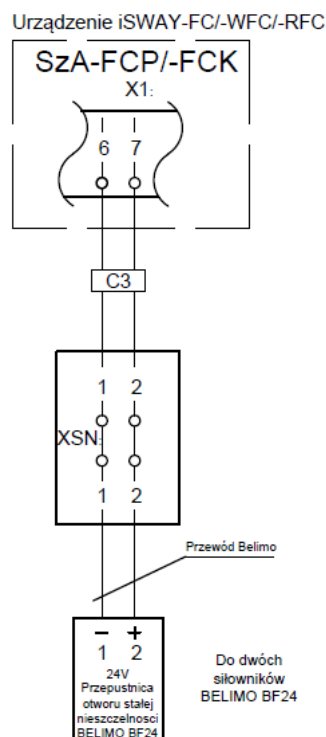 Urządzenie iSWAY-FC/-WFC/-RFC
SzA-FCP/-FCK
X1:
6 7
C3
1 2
XSN:
1 2
Przewód Belimo
- +
1 2
24V
Przepustnica
otworu stałej
nieszczelnosci
BELIMO BF24
Do dwóch
siłowników
BELIMO BF24